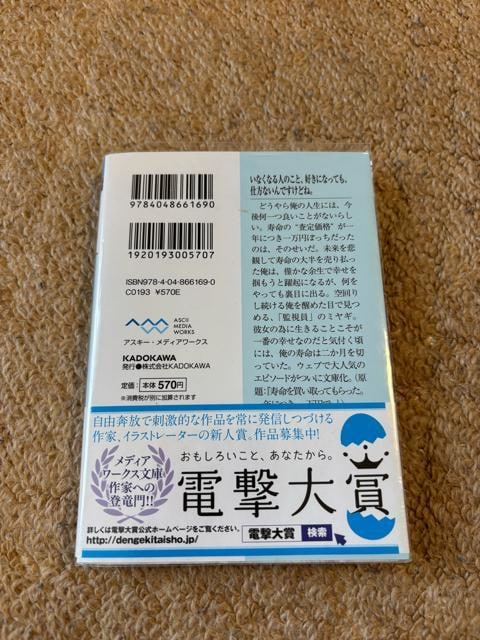 9784048661690
1920193005707
ISBN978-4-04-866169-0
C0193 ¥570E
ASCII
MEDIA
WORKS
アスキー・メディアワークス
KADOKAWA
発行●株式会社KADOKAWA
定価：本体570円
※消費税が別に加算されます
いなくなる人のこと、好きになっても、
仕方ないんですけどね。
どうやら俺の人生には、今
後何一つ良いことがないらし
い。寿命の“査定価格”が一
年につき一万円ぽっちだった
のは、そのせいだ。未来を悲
観して寿命の大半を売り払っ
た俺は、僅かな余生で幸せを
掴もうと躍起になるが、何を
やっても裏目に出る。空回り
し続ける俺を醒めた目で見つ
める、「監視員」のミヤギ。
彼女の為に生きることこそが
一番の幸せなのだと気付く頃
には、俺の寿命は二か月を切
っていた。ウェブで大人気の
エピソードがついに文庫化。（原
題：『寿命を買い取ってもらった。
一年につき、一万円で。』）
自由奔放で刺激的な作品を常に発信しつづける
作家、イラストレーターの新人賞。作品募集中!
メディア
ワークス文庫
作家への
登竜門!!
おもしろいこと、あなたから。
電撃大賞
詳しくは電撃大賞公式ホームページをご覧ください。
http://dengekitaisho.jp/
電撃大賞 検索